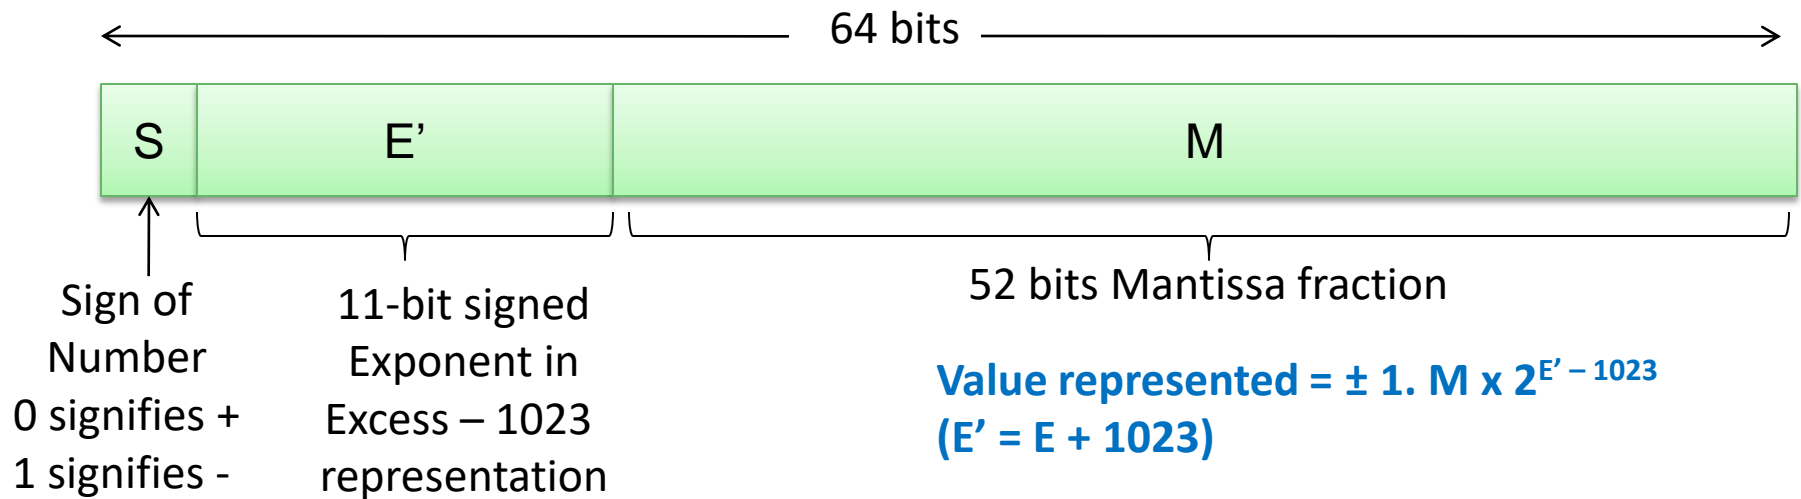 64 bits
S
E’
M
Sign of
Number
0 signifies +
1 signifies -
11-bit signed
Exponent in
Excess – 1023
representation
52 bits Mantissa fraction
Value represented = ± 1. M x 2^E’ – 1023
(E’ = E + 1023)